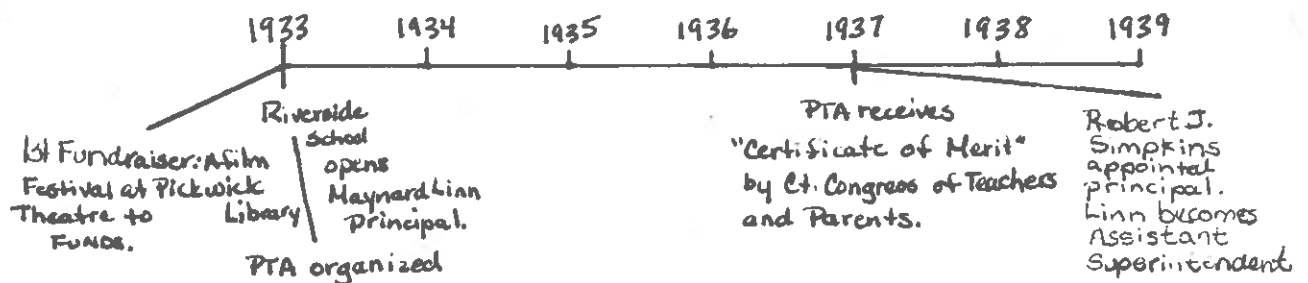 1933 1934 1935 1936 1937 1938 1939
1st Fundraiser: A film
Festival at Pickwick
Theatre to Library
FUNDS.
Riverside
School
opens
Maynard Linn
Principal.
PTA organized
PTA receives
"Certificate of Merit"
by Ct. Congress of Teachers
and Parents.
Robert J.
Simpkins
appointed
principal.
Linn becomes
Assistant
Superintendent